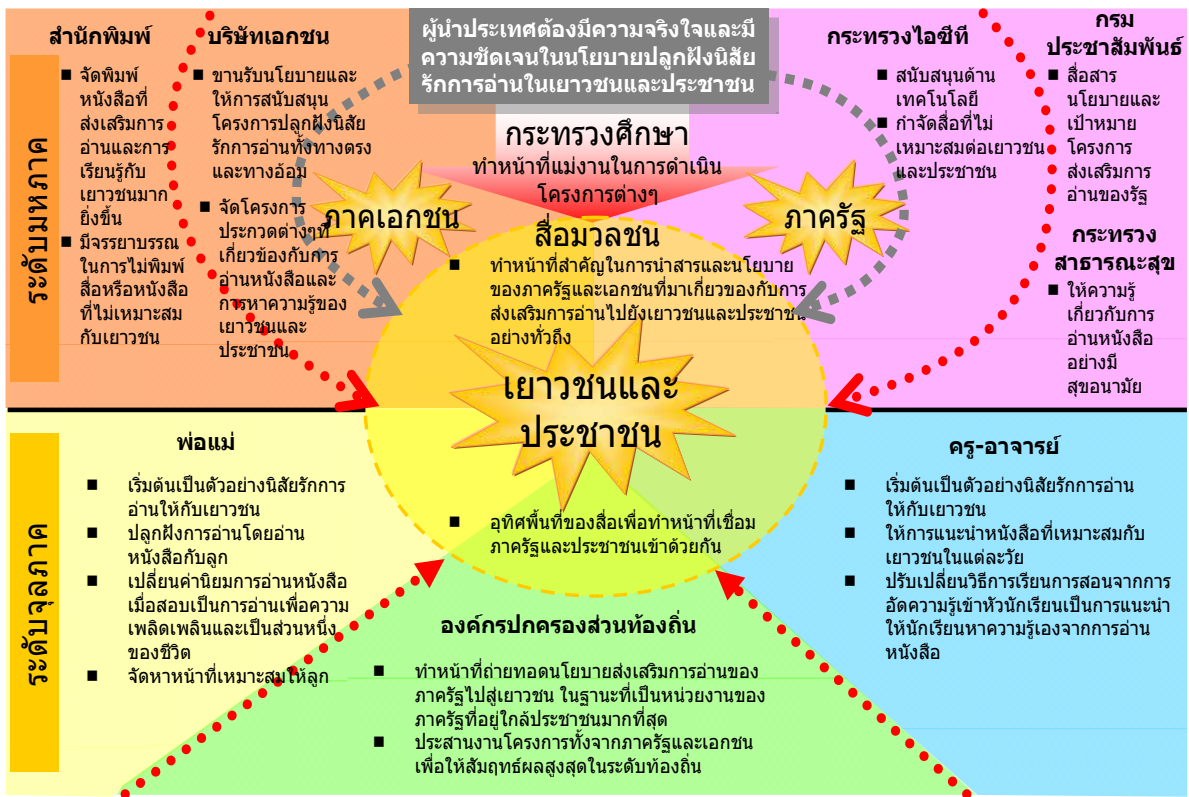 ผู้นำประเทศต้องมีความจริงใจและมี
ความชัดเจนในนโยบายปลูกฝังนิสัย
รักการอ่านในเยาวชนและประชาชน
ระดับมหภาค
สำนักพิมพ์
■ จัดพิมพ์
หนังสือที่
ส่งเสริมการ
อ่านและการ
เรียนรู้กับ
เยาวชนมาก
ยิ่งขึ้น
■ มีจรรยาบรรณ
ในการไม่พิมพ์
สื่อหรือหนังสือ
ที่ไม่เหมาะสม
กับเยาวชน
บริษัทเอกชน
■ ขานรับนโยบายและ
ให้การสนับสนุน
โครงการปลูกฝังนิสัย
รักการอ่านทั้งทางตรง
และทางอ้อม
■ จัดโครงการ
ประกวดต่างๆที่
เกี่ยวข้องกับการ
อ่านหนังสือและ
การหาความรู้ของ
เยาวชนและ
ประชาชน
กระทรวงศึกษา
ทำหน้าที่แม่งานในการดำเนิน
โครงการต่างๆ
ภาคเอกชน
ภาครัฐ
กระทรวงไอซีที
■ สนับสนุนด้าน
เทคโนโลยี
■ กำจัดสื่อที่ไม่
เหมาะสมต่อเยาวชน
และประชาชน
กรม
ประชาสัมพันธ์
■ สื่อสาร
นโยบายและ
เป้าหมาย
โครงการ
ส่งเสริมการ
อ่านของรัฐ
กระทรวง
สาธารณะสุข
■ ให้ความรู้
เกี่ยวกับการ
อ่านหนังสือ
อย่างมี
สุขอนามัย
สื่อมวลชน
■ ทำหน้าที่สำคัญในการนำสารและนโยบาย
ของภาครัฐและเอกชนที่มาเกี่ยวของกับการ
ส่งเสริมการอ่านไปยังเยาวชนและประชาชน
อย่างทั่วถึง
เยาวชนและ
ประชาชน
■ อุทิศพื้นที่ของสื่อเพื่อทำหน้าที่เชื่อม
ภาครัฐและประชาชนเข้าด้วยกัน
ระดับจุลภาค
พ่อแม่
■ เริ่มต้นเป็นตัวอย่างนิสัยรักการ
อ่านให้กับเยาวชน
■ ปลูกฝังการอ่านโดยอ่าน
หนังสือกับลูก
■ เปลี่ยนค่านิยมการอ่านหนังสือ
เมื่อสอบเป็นการอ่านเพื่อความ
เพลิดเพลินและเป็นส่วนหนึ่ง
ของชีวิต
■ จัดหาหน้าที่เหมาะสมให้ลูก
องค์กรปกครองส่วนท้องถิ่น
■ ทำหน้าที่ถ่ายทอดนโยบายส่งเสริมการอ่านของ
ภาครัฐไปสู่เยาวชน ในฐานะที่เป็นหน่วยงานของ
ภาครัฐที่อยู่ใกล้ประชาชนมากที่สุด
■ ประสานงานโครงการทั้งจากภาครัฐและเอกชน
เพื่อให้สัมฤทธ์ผลสูงสุดในระดับท้องถิ่น
ครู-อาจารย์
■ เริ่มต้นเป็นตัวอย่างนิสัยรักการอ่าน
ให้กับเยาวชน
■ ให้การแนะนำหนังสือที่เหมาะสมกับ
เยาวชนในแต่ละวัย
■ ปรับเปลี่ยนวิธีการเรียนการสอนจากการ
อัดความรู้เข้าหัวนักเรียนเป็นการแนะนำ
ให้นักเรียนหาความรู้เองจากการอ่าน
หนังสือ